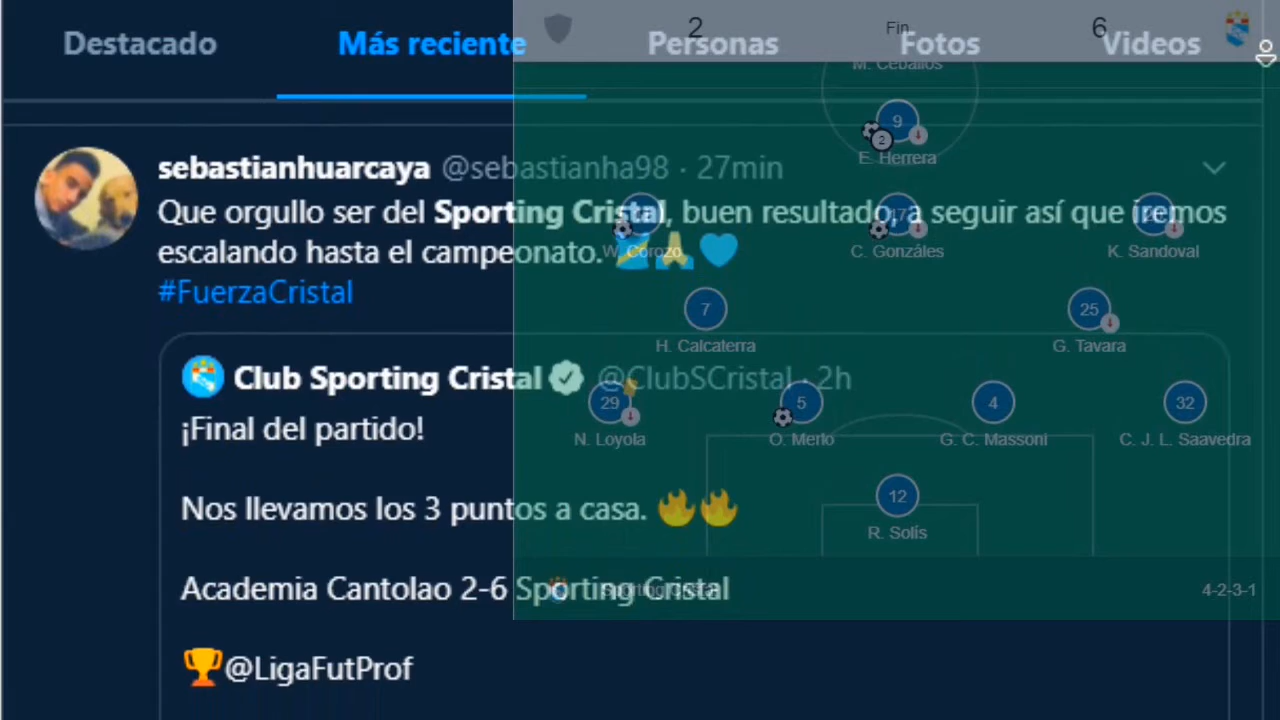 Destacado
Más reciente
Personas
Fotos
Videos
2
Fin
6
M. Ceballos
9
2
E. Herrera
sebastianhuarcaya @sebastianha98 · 27min
Que orgullo ser del Sporting Cristal, buen resultado, a seguir así que iremos
escalando hasta el campeonato.
#FuerzaCristal
W. Corozo
C. Gonzáles
K. Sandoval
7
25
H. Calcaterra
G. Tavara
Club Sporting Cristal @ClubSCristal · 2h
¡Final del partido!
29
5
4
32
N. Loyola
O. Merlo
G. C. Massoni
C. J. L. Saavedra
Nos llevamos los 3 puntos a casa.
12
R. Solís
Academia Cantolao 2-6 Sporting Cristal
Sporting Cristal
4-2-3-1
@LigaFutProf